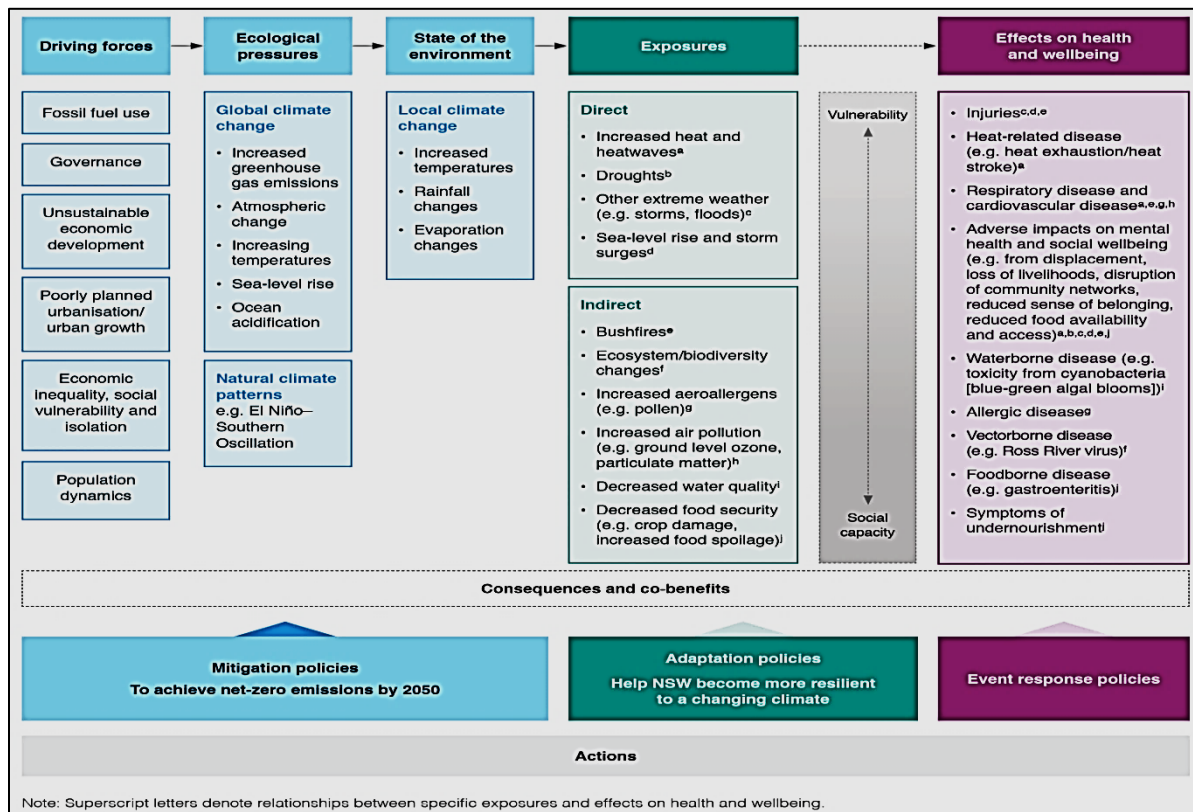 Driving forces
Ecological
pressures
State of the
environment
Exposures
Effects on health
and wellbeing
Fossil fuel use
Governance
Unsustainable
economic
development
Poorly planned
urbanisation/
urban growth
Economic
inequality, social
vulnerability and
isolation
Population
dynamics
Global climate
change
• Increased
greenhouse
gas emissions
• Atmospheric
change
• Increasing
temperatures
• Sea-level rise
• Ocean
acidification
Natural climate
patterns
e.g. El Niño–
Southern
Oscillation
Local climate
change
• Increased
temperatures
• Rainfall
changes
• Evaporation
changes
Direct
• Increased heat and
heatwavesᵃ
• Droughtsᵇ
• Other extreme weather
(e.g. storms, floods)ᶜ
• Sea-level rise and storm
surgesᵈ
Indirect
• Bushfiresᵉ
• Ecosystem/biodiversity
changesᶠ
• Increased aeroallergens
(e.g. pollen)ᵍ
• Increased air pollution
(e.g. ground level ozone,
particulate matter)ʰ
• Decreased water qualityⁱ
• Decreased food security
(e.g. crop damage,
increased food spoilage)ʲ
Vulnerability
Social
capacity
• Injuriesᶜ,ᵈ,ᵉ
• Heat-related disease
(e.g. heat exhaustion/heat
stroke)ᵃ
• Respiratory disease and
cardiovascular diseaseᵃ,ᵉ,ᵍ,ʰ
• Adverse impacts on mental
health and social wellbeing
(e.g. from displacement,
loss of livelihoods, disruption
of community networks,
reduced sense of belonging,
reduced food availability
and access)ᵃ,ᵇ,ᶜ,ᵈ,ᵉ,ʲ
• Waterborne disease (e.g.
toxicity from cyanobacteria
[blue-green algal blooms])ⁱ
• Allergic diseaseᵍ
• Vectorborne disease
(e.g. Ross River virus)ᶠ
• Foodborne disease
(e.g. gastroenteritis)ʲ
• Symptoms of
undernourishmentʲ
Consequences and co-benefits
Mitigation policies
To achieve net-zero emissions by 2050
Adaptation policies
Help NSW become more resilient
to a changing climate
Event response policies
Actions
Note: Superscript letters denote relationships between specific exposures and effects on health and wellbeing.